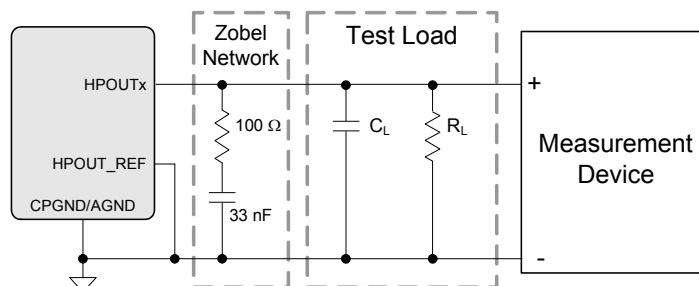 Zobel
Network
Test Load
HPOUTx
+
100 Ω
C_L
R_L
Measurement
Device
HPOUT_REF
CPGND/AGND
33 nF
-